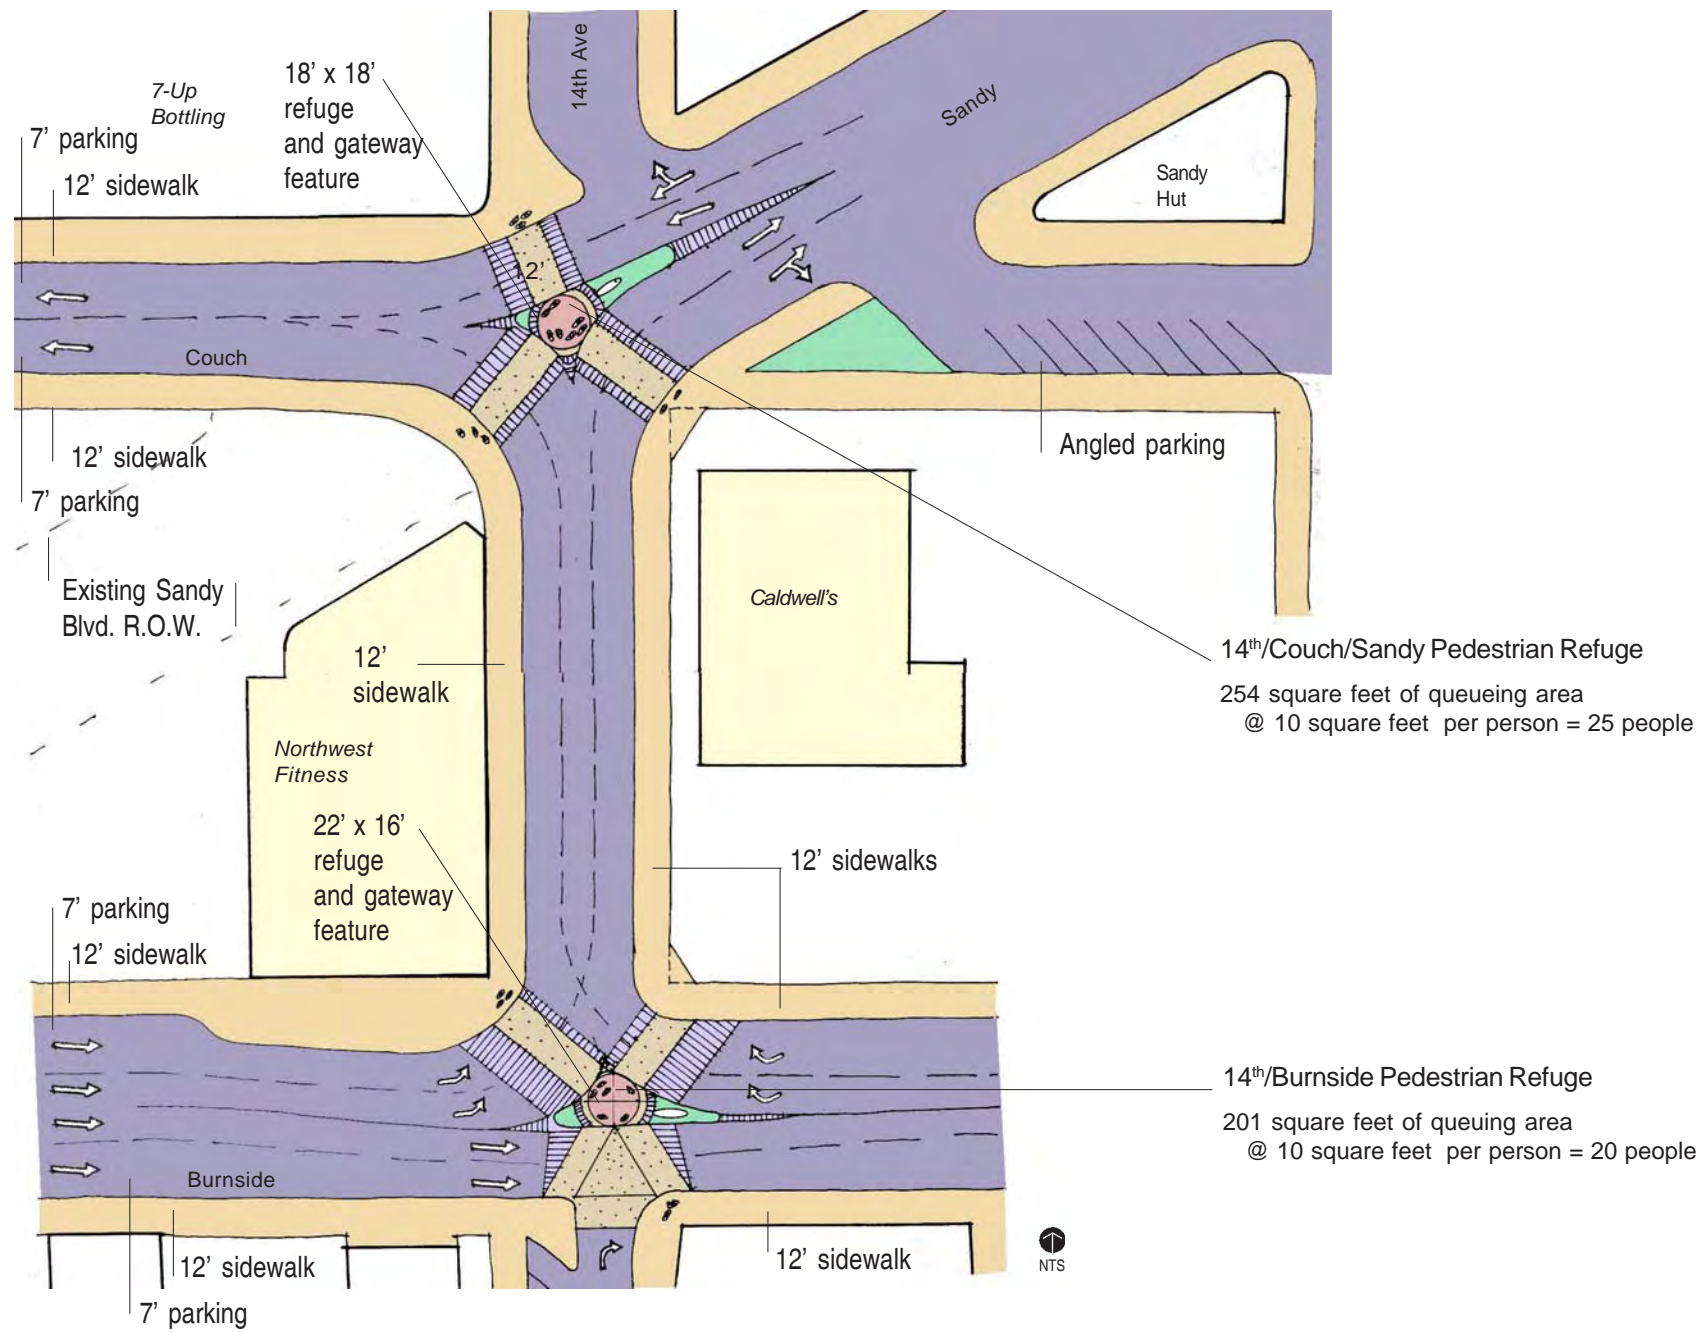 14th Ave
18' x 18'
refuge
and gateway
feature
7-Up
Bottling
7' parking
12' sidewalk
Sandy
Sandy
Hut
12'
Couch
12' sidewalk
7' parking
Angled parking
Existing Sandy
Blvd. R.O.W.
Caldwell's
12'
sidewalk
14th/Couch/Sandy Pedestrian Refuge
254 square feet of queueing area
@ 10 square feet per person = 25 people
Northwest
Fitness
22' x 16'
refuge
and gateway
feature
12' sidewalks
7' parking
12' sidewalk
14th/Burnside Pedestrian Refuge
201 square feet of queuing area
@ 10 square feet per person = 20 people
Burnside
12' sidewalk
7' parking
12' sidewalk
NTS